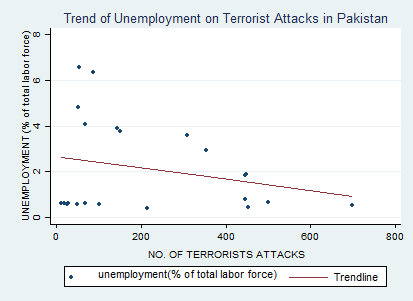 Trend of Unemployment on Terrorist Attacks in Pakistan
UNEMPLOYMENT (% of total labor force)
8
6
4
2
0
0 200 400 600 800
NO. OF TERRORISTS ATTACKS
unemployment(% of total labor force) Trendline